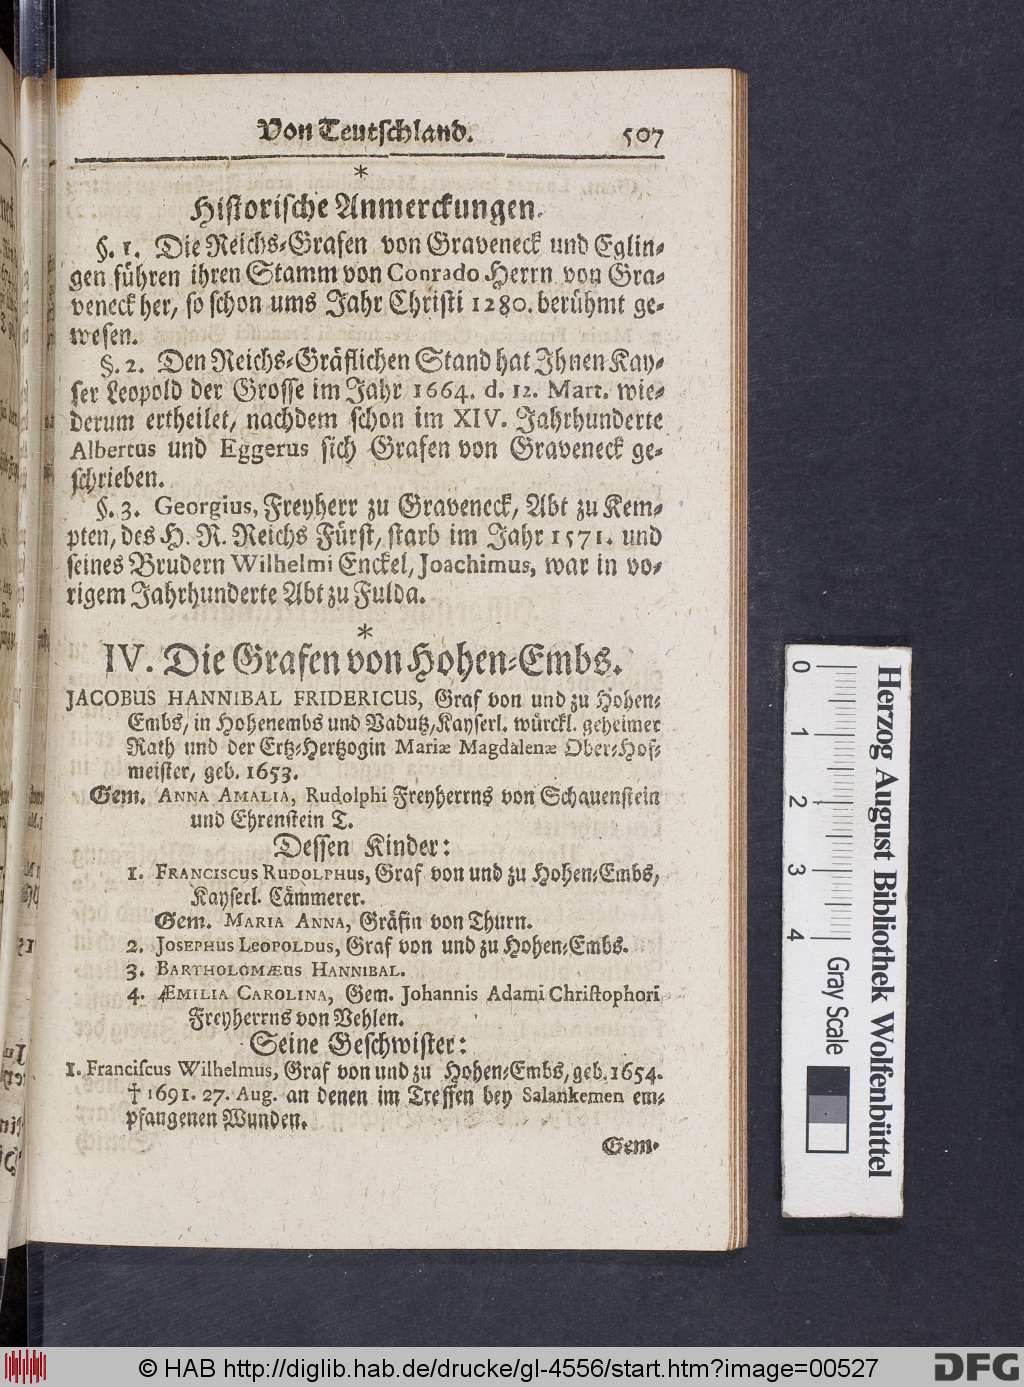 Von Teutſchland. 507
*
Hiſtoriſche Anmerckungen.
§. 1. Die Reichs-Grafen von Graveneck und Eglin-
gen führen ihren Stamm von Conrado Herrn von Gra-
veneck her, ſo ſchon ums Jahr Chriſti 1280. berühmt ge-
weſen.
§. 2. Den Reichs-Gräflichen Stand hat Ihnen Kay-
ſer Leopold der Groſſe im Jahr 1664. d. 12. Mart. wie-
derum ertheilet, nachdem ſchon im XIV. Jahrhunderte
Albertus und Eggerus ſich Grafen von Graveneck ge-
ſchrieben.
§. 3. Georgius, Freyherr zu Graveneck, Abt zu Kem-
pten, des H. R. Reichs Fürſt, ſtarb im Jahr 1571. und
ſeines Brudern Wilhelmi Enckel, Joachimus, war in vo-
rigem Jahrhunderte Abt zu Fulda.
*
IV. Die Grafen von Hohen-Embs.
JACOBUS HANNIBAL FRIDERICUS, Graf von und zu Hohen-
Embs, in Hohenembs und Vadutz, Kayſerl. würckl. geheimer
Rath und der Ertz-Hertzogin Mariæ Magdalenæ Ober-Hof-
meiſter, geb. 1653.
Gem. ANNA AMALIA, Rudolphi Freyherrns von Schauenſtein
und Ehrenſtein T.
Deſſen Kinder:
1. FRANCISCUS RUDOLPHUS, Graf von und zu Hohen-Embs,
Kayſerl. Cämmerer.
Gem. MARIA ANNA, Gräfin von Thurn.
2. JOSEPHUS LEOPOLDUS, Graf von und zu Hohen-Embs.
3. BARTHOLOMÆUS HANNIBAL.
4. ÆMILIA CAROLINA, Gem. Johannis Adami Chriſtophori
Freyherrns von Vehlen.
Seine Geſchwiſter:
1. Franciſcus Wilhelmus, Graf von und zu Hohen-Embs, geb. 1654.
† 1691. 27. Aug. an denen im Treffen bey Salankemen em-
pfangenen Wunden.
Gem-
0 1 2 3 4
Gray Scale
Herzog August Bibliothek Wolfenbüttel
© HAB http://diglib.hab.de/drucke/gl-4556/start.htm?image=00527
DFG